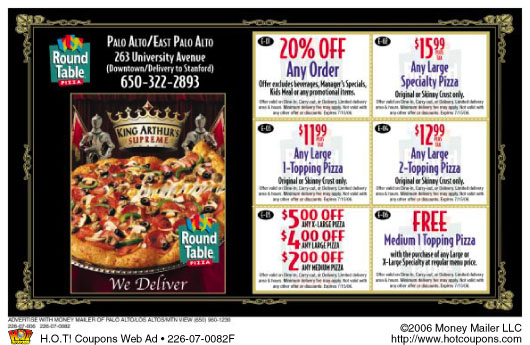 Round
Table
PIZZA
PALO ALTO/EAST PALO ALTO
263 University Avenue
(Downtown/Delivery to Stanford)
650-322-2893
KING ARTHUR'S
SUPREME
Round
Table
PIZZA
We Deliver
E-01
20% OFF
Any Order
Offer excludes beverages, Manager's Specials,
Kids Meal or any promotional items.
Offer valid on Dine-in, Carry-out, or Delivery. Limited delivery
area & hours. Minimum delivery fee may apply. Not valid with
any other offer or discounts. Expires 7/15/06.
E-02
$15.99
PLUS
TAX
Any Large
Specialty Pizza
Original or Skinny Crust only.
Offer valid on Dine-in, Carry-out, or Delivery. Limited delivery
area & hours. Minimum delivery fee may apply. Not valid with
any other offer or discounts. Expires 7/15/06.
E-03
$11.99
PLUS
TAX
Any Large
1-Topping Pizza
Original or Skinny Crust only.
Offer valid on Dine-in, Carry-out, or Delivery. Limited delivery
area & hours. Minimum delivery fee may apply. Not valid with
any other offer or discounts. Expires 7/15/06.
E-04
$12.99
PLUS
TAX
Any Large
2-Topping Pizza
Original or Skinny Crust only.
Offer valid on Dine-in, Carry-out, or Delivery. Limited delivery
area & hours. Minimum delivery fee may apply. Not valid with
any other offer or discounts. Expires 7/15/06.
E-05
$5.00 OFF
ANY X-LARGE PIZZA
$4.00 OFF
ANY LARGE PIZZA
$2.00 OFF
ANY MEDIUM PIZZA
Offer valid on Dine-in, Carry-out, or Delivery. Limited delivery
area & hours. Minimum delivery fee may apply. Not valid with
any other offer or discounts. Expires 7/15/06.
E-06
FREE
Medium 1 Topping Pizza
with the purchase of any Large or
X-Large Specialty at regular menu price.
Offer valid on Dine-in, Carry-out, or Delivery. Limited delivery
area & hours. Minimum delivery fee may apply. Not valid with
any other offer or discounts. Expires 7/15/06.
ADVERTISE WITH MONEY MAILER OF PALO ALTO/LOS ALTOS/MTN VIEW (650) 960-1239
226-07-006 226-07-0082
H.O.T! Coupons Web Ad • 226-07-0082F
©2006 Money Mailer LLC
http://www.hotcoupons.com